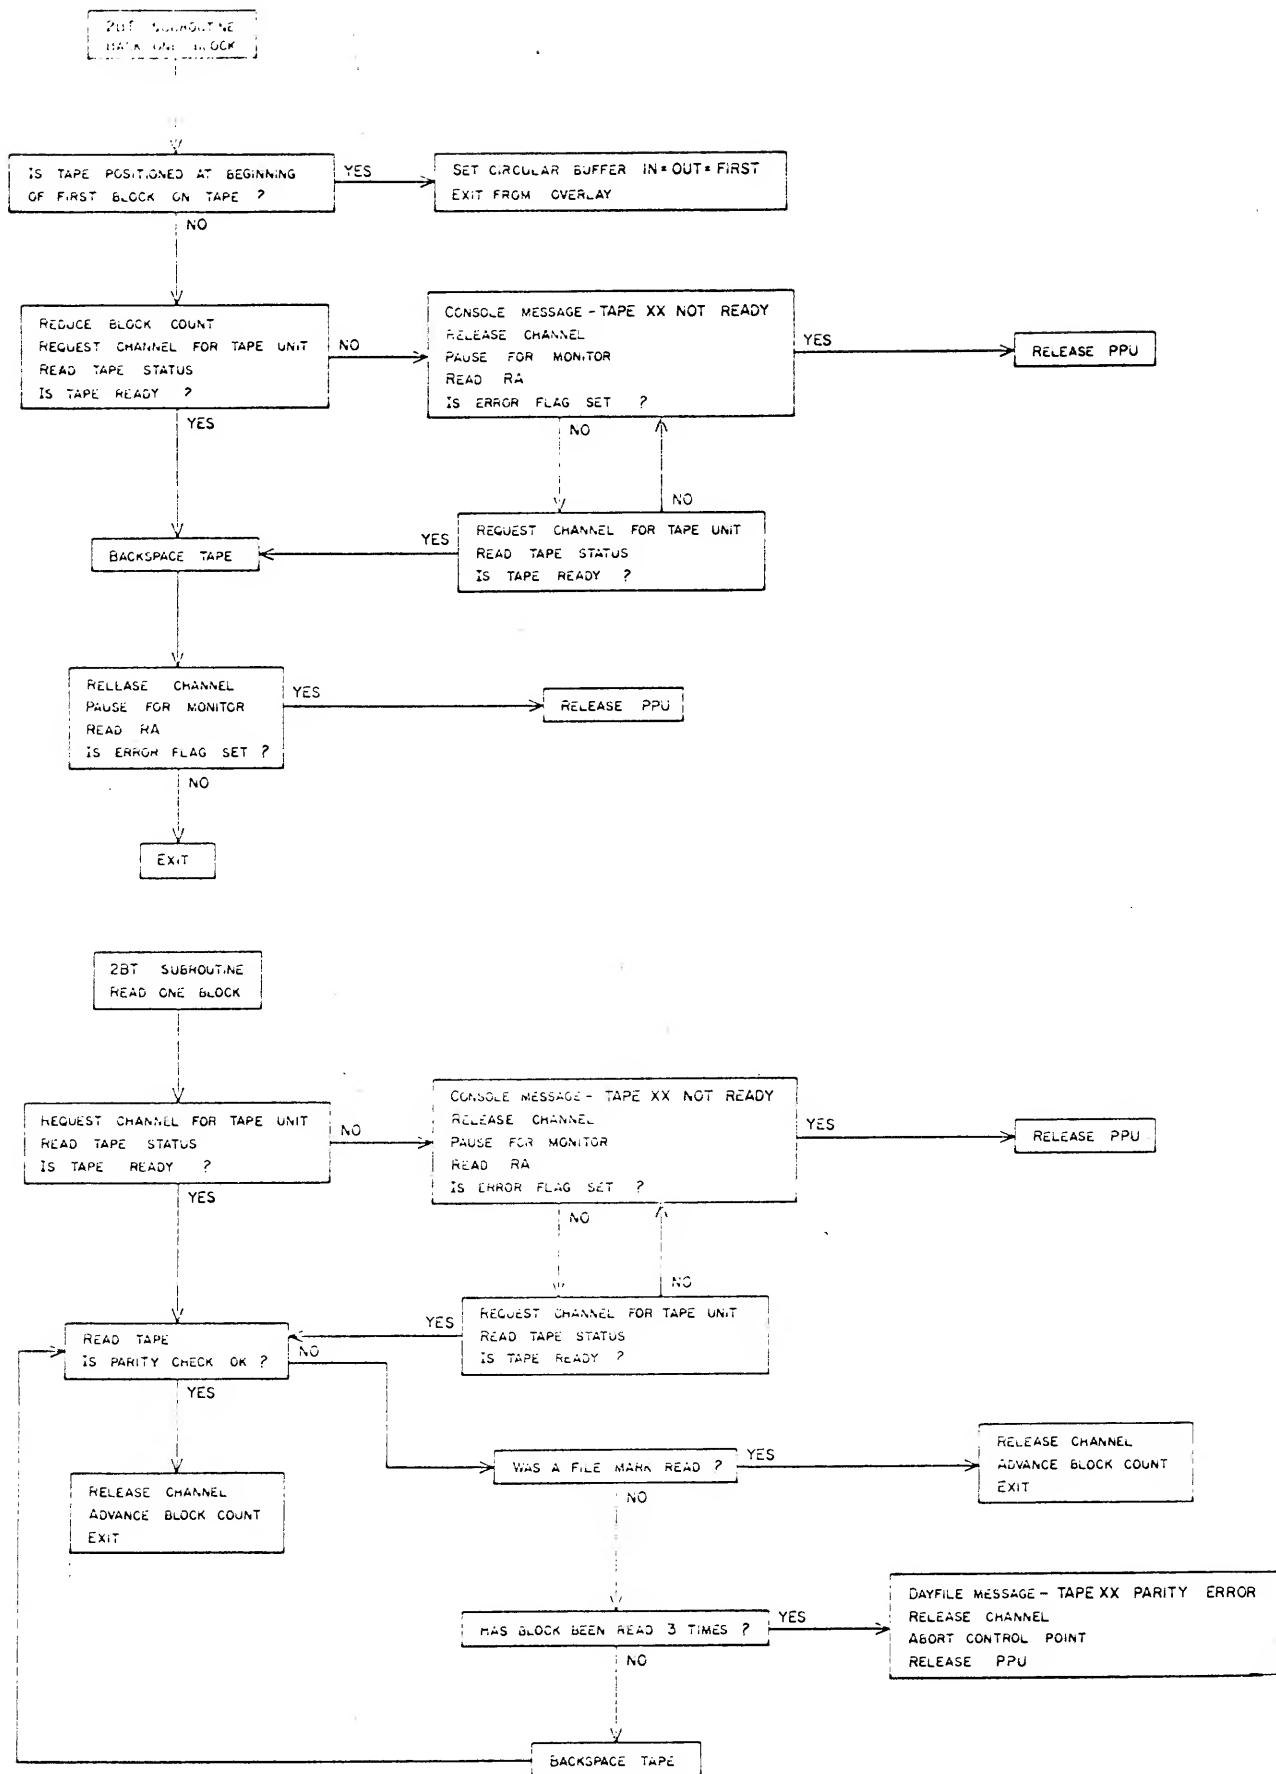 2BT SUBROUTINE
BACK ONE BLOCK
IS TAPE POSITIONED AT BEGINNING
OF FIRST BLOCK ON TAPE ?
YES
SET CIRCULAR BUFFER IN=OUT=FIRST
EXIT FROM OVERLAY
NO
REDUCE BLOCK COUNT
REQUEST CHANNEL FOR TAPE UNIT
READ TAPE STATUS
IS TAPE READY ?
NO
CONSOLE MESSAGE - TAPE XX NOT READY
RELEASE CHANNEL
PAUSE FOR MONITOR
READ RA
IS ERROR FLAG SET ?
YES
RELEASE PPU
YES
NO
NO
REQUEST CHANNEL FOR TAPE UNIT
READ TAPE STATUS
IS TAPE READY ?
YES
BACKSPACE TAPE
RELEASE CHANNEL
PAUSE FOR MONITOR
READ RA
IS ERROR FLAG SET ?
YES
RELEASE PPU
NO
EXIT
2BT SUBROUTINE
READ ONE BLOCK
REQUEST CHANNEL FOR TAPE UNIT
READ TAPE STATUS
IS TAPE READY ?
NO
CONSOLE MESSAGE - TAPE XX NOT READY
RELEASE CHANNEL
PAUSE FOR MONITOR
READ RA
IS ERROR FLAG SET ?
YES
RELEASE PPU
YES
NO
NO
REQUEST CHANNEL FOR TAPE UNIT
READ TAPE STATUS
IS TAPE READY ?
YES
READ TAPE
IS PARITY CHECK OK ?
NO
YES
RELEASE CHANNEL
ADVANCE BLOCK COUNT
EXIT
WAS A FILE MARK READ ?
YES
RELEASE CHANNEL
ADVANCE BLOCK COUNT
EXIT
NO
HAS BLOCK BEEN READ 3 TIMES ?
YES
DAYFILE MESSAGE - TAPE XX PARITY ERROR
RELEASE CHANNEL
ABORT CONTROL POINT
RELEASE PPU
NO
BACKSPACE TAPE